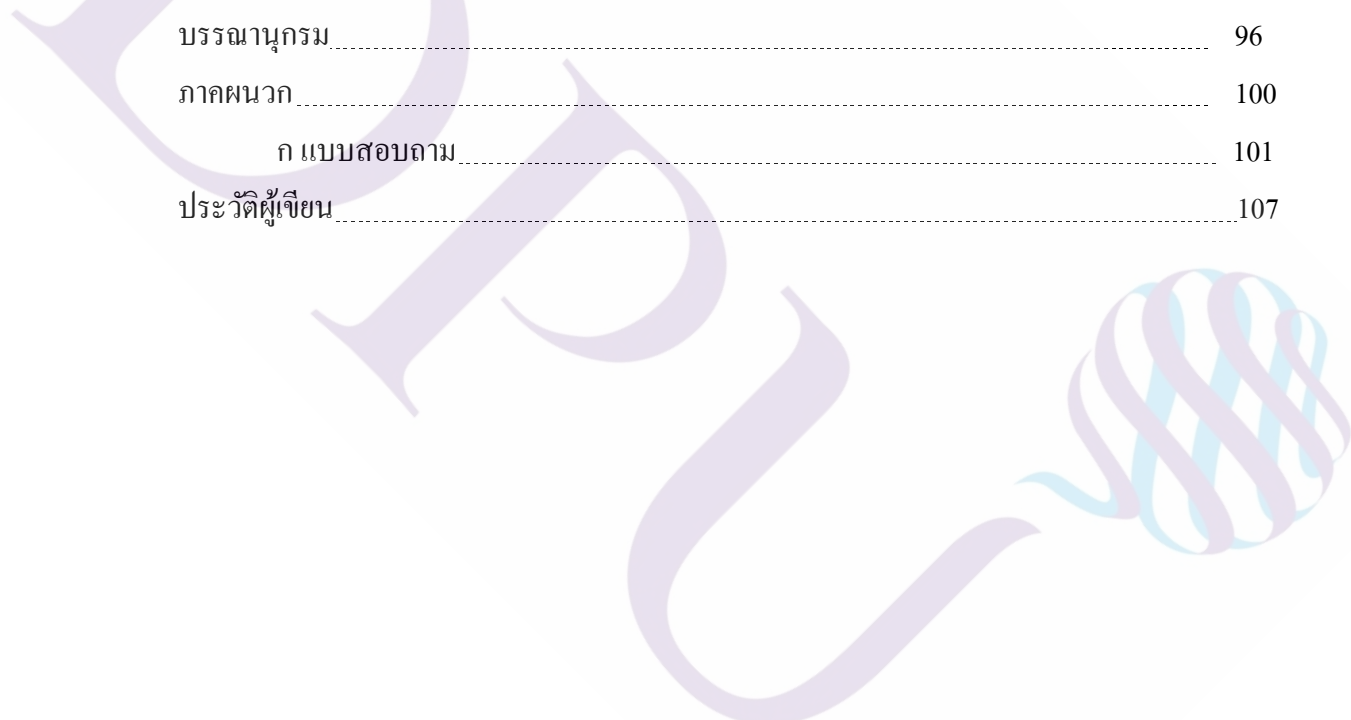 บรรณานุกรม 96
ภาคผนวก 100
ก แบบสอบถาม 101
ประวัติผู้เขียน 107
DPU